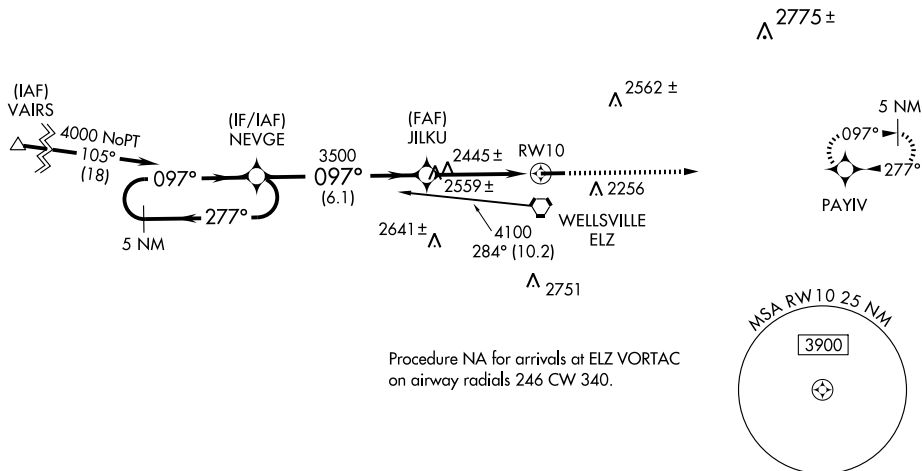 2775 ±
2562 ±
(IAF)
VAIRS
4000 NoPT
105°
(18)
(IF/IAF)
NEVGE
097°
277°
5 NM
3500
097°
(6.1)
(FAF)
JILKU
2445 ±
2559 ±
RW10
2256
WELLSVILLE
ELZ
4100
284° (10.2)
2641 ±
2751
5 NM
097°
277°
PAYIV
Procedure NA for arrivals at ELZ VORTAC
on airway radials 246 CW 340.
MSA RW10 25 NM
3900